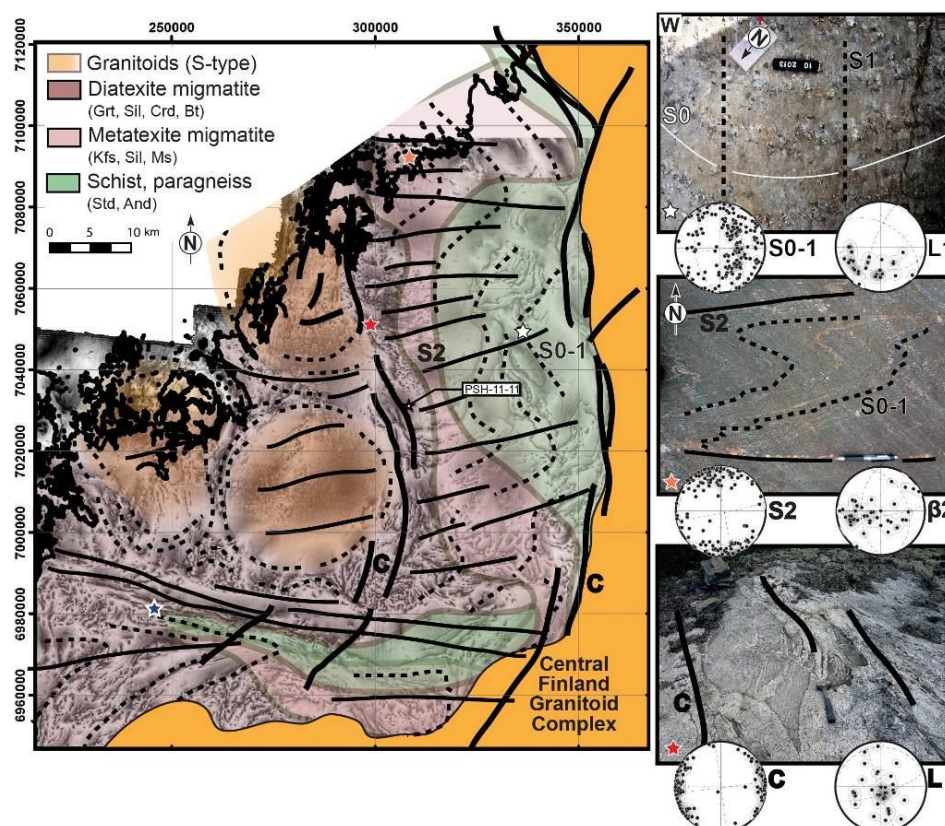 250000 300000 350000
7120000
7100000
7080000
7060000
7040000
7020000
7000000
6980000
6960000
Granitoids (S-type)
Diatexite migmatite
(Grt, Sil, Crd, Bt)
Metatexite migmatite
(Kfs, Sil, Ms)
Schist, paragneiss
(Std, And)
0 5 10 km
N
S2
S0-1
PSH-11-11
C
C
Central
Finland
Granitoid
Complex
W
N
10 2013
S1
S0
S0-1
L1
N
S2
S0-1
S2
β2
C
C
L